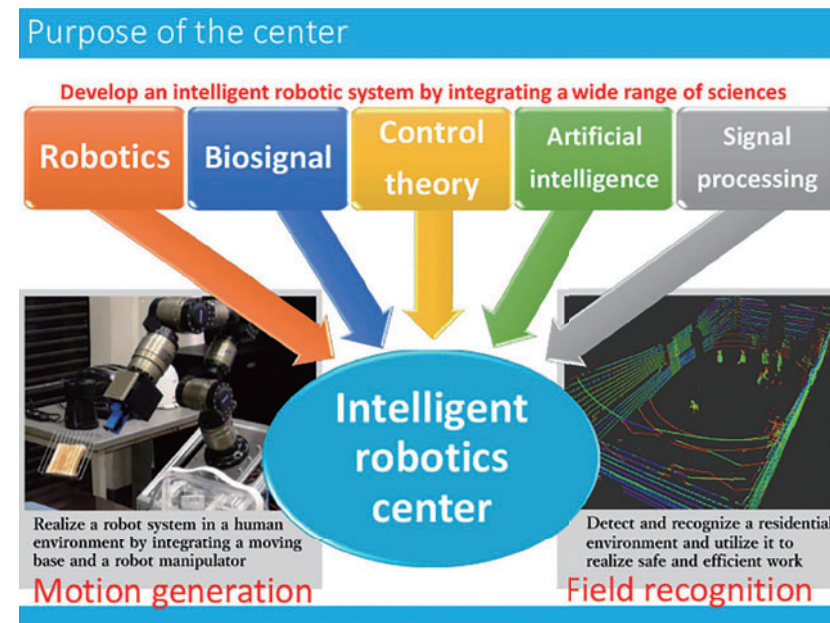 Purpose of the center
Develop an intelligent robotic system by integrating a wide range of sciences
Robotics
Biosignal
Control
theory
Artificial
intelligence
Signal
processing
Intelligent
robotics
center
Realize a robot system in a human
environment by integrating a moving
base and a robot manipulator
Motion generation
Detect and recognize a residential
environment and utilize it to
realize safe and efficient work
Field recognition